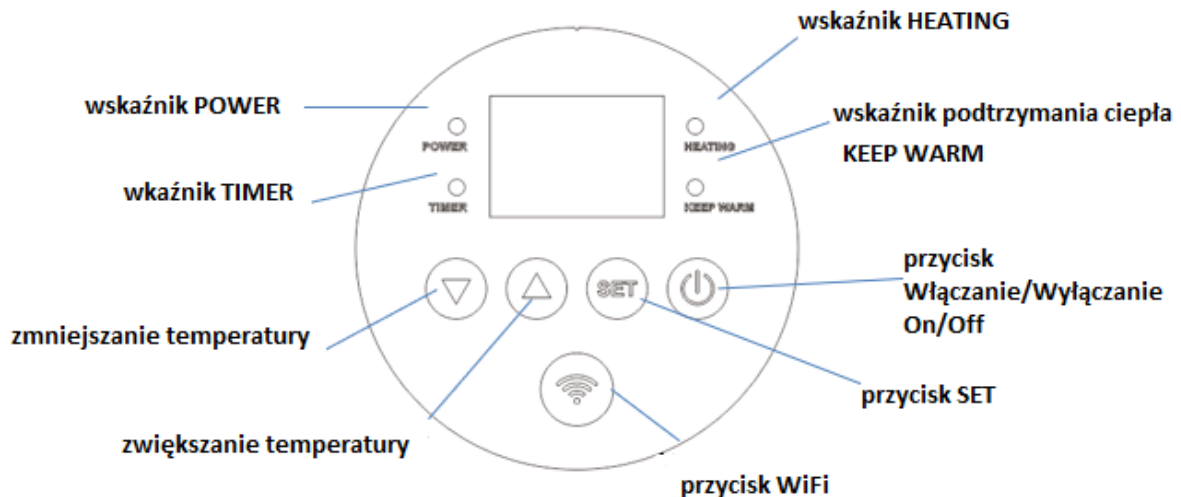 wskaźnik HEATING
wskaźnik POWER
wskaźnik podtrzymania ciepła
KEEP WARM
POWER
HEATING
wkaźnik TIMER
TIMER
KEEP WARM
przycisk
Włączanie/Wyłączanie
On/Off
SET
zmniejszanie temperatury
przycisk SET
zwiększanie temperatury
przycisk WiFi